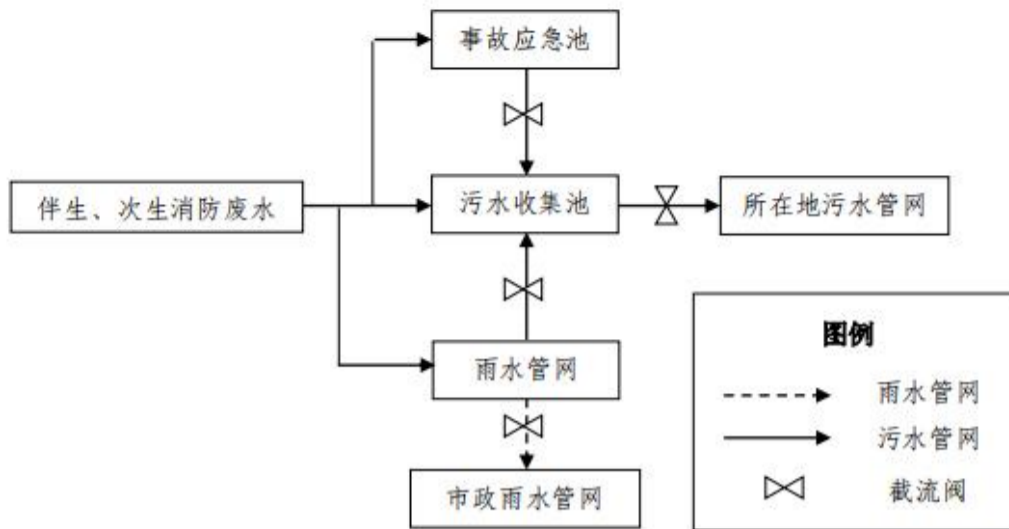 事故应急池
伴生、次生消防废水
污水收集池
所在地污水管网
雨水管网
市政雨水管网
图例
雨水管网
污水管网
截流阀